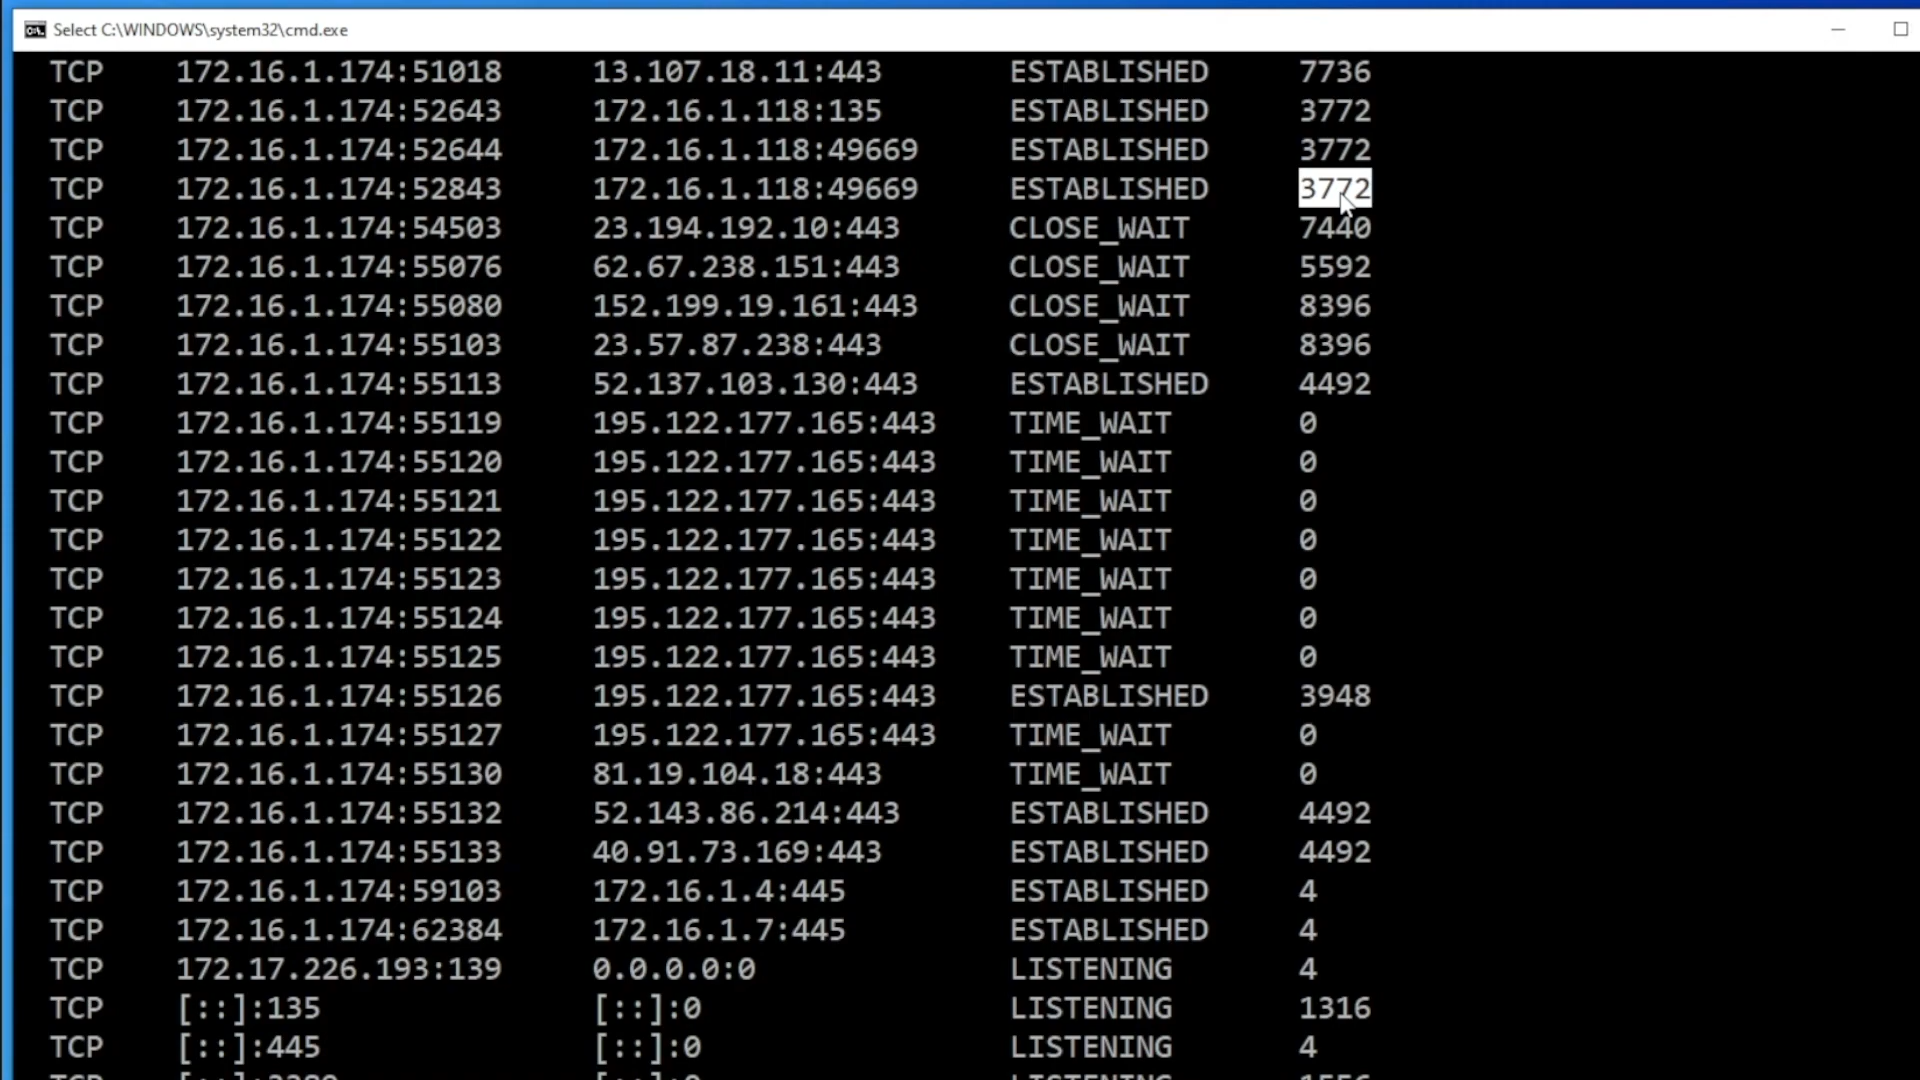 Select C:\WINDOWS\system32\cmd.exe
TCP 172.16.1.174:51018 13.107.18.11:443 ESTABLISHED 7736
TCP 172.16.1.174:52643 172.16.1.118:135 ESTABLISHED 3772
TCP 172.16.1.174:52644 172.16.1.118:49669 ESTABLISHED 3772
TCP 172.16.1.174:52843 172.16.1.118:49669 ESTABLISHED 3772
TCP 172.16.1.174:54503 23.194.192.10:443 CLOSE_WAIT 7440
TCP 172.16.1.174:55076 62.67.238.151:443 CLOSE_WAIT 5592
TCP 172.16.1.174:55080 152.199.19.161:443 CLOSE_WAIT 8396
TCP 172.16.1.174:55103 23.57.87.238:443 CLOSE_WAIT 8396
TCP 172.16.1.174:55113 52.137.103.130:443 ESTABLISHED 4492
TCP 172.16.1.174:55119 195.122.177.165:443 TIME_WAIT 0
TCP 172.16.1.174:55120 195.122.177.165:443 TIME_WAIT 0
TCP 172.16.1.174:55121 195.122.177.165:443 TIME_WAIT 0
TCP 172.16.1.174:55122 195.122.177.165:443 TIME_WAIT 0
TCP 172.16.1.174:55123 195.122.177.165:443 TIME_WAIT 0
TCP 172.16.1.174:55124 195.122.177.165:443 TIME_WAIT 0
TCP 172.16.1.174:55125 195.122.177.165:443 TIME_WAIT 0
TCP 172.16.1.174:55126 195.122.177.165:443 ESTABLISHED 3948
TCP 172.16.1.174:55127 195.122.177.165:443 TIME_WAIT 0
TCP 172.16.1.174:55130 81.19.104.18:443 TIME_WAIT 0
TCP 172.16.1.174:55132 52.143.86.214:443 ESTABLISHED 4492
TCP 172.16.1.174:55133 40.91.73.169:443 ESTABLISHED 4492
TCP 172.16.1.174:59103 172.16.1.4:445 ESTABLISHED 4
TCP 172.16.1.174:62384 172.16.1.7:445 ESTABLISHED 4
TCP 172.17.226.193:139 0.0.0.0:0 LISTENING 4
TCP [::]:135 [::]:0 LISTENING 1316
TCP [::]:445 [::]:0 LISTENING 4
TCP [::]:0 LISTENING